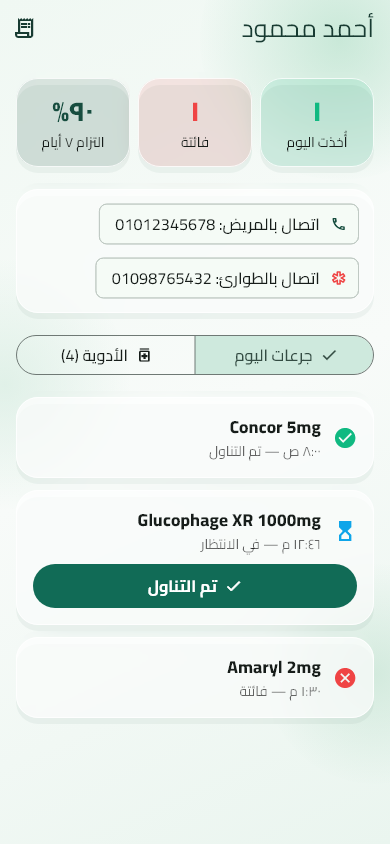 أحمد محمود
١
أُخذت اليوم
١
فائتة
٩٠%
التزام ٧ أيام
اتصال بالمريض: 01012345678
اتصال بالطوارئ: 01098765432
جرعات اليوم
الأدوية (4)
Concor 5mg
٨:٠٠ ص — تم التناول
Glucophage XR 1000mg
١٢:٤٦ م — في الانتظار
تم التناول
Amaryl 2mg
١:٣٠ م — فائتة